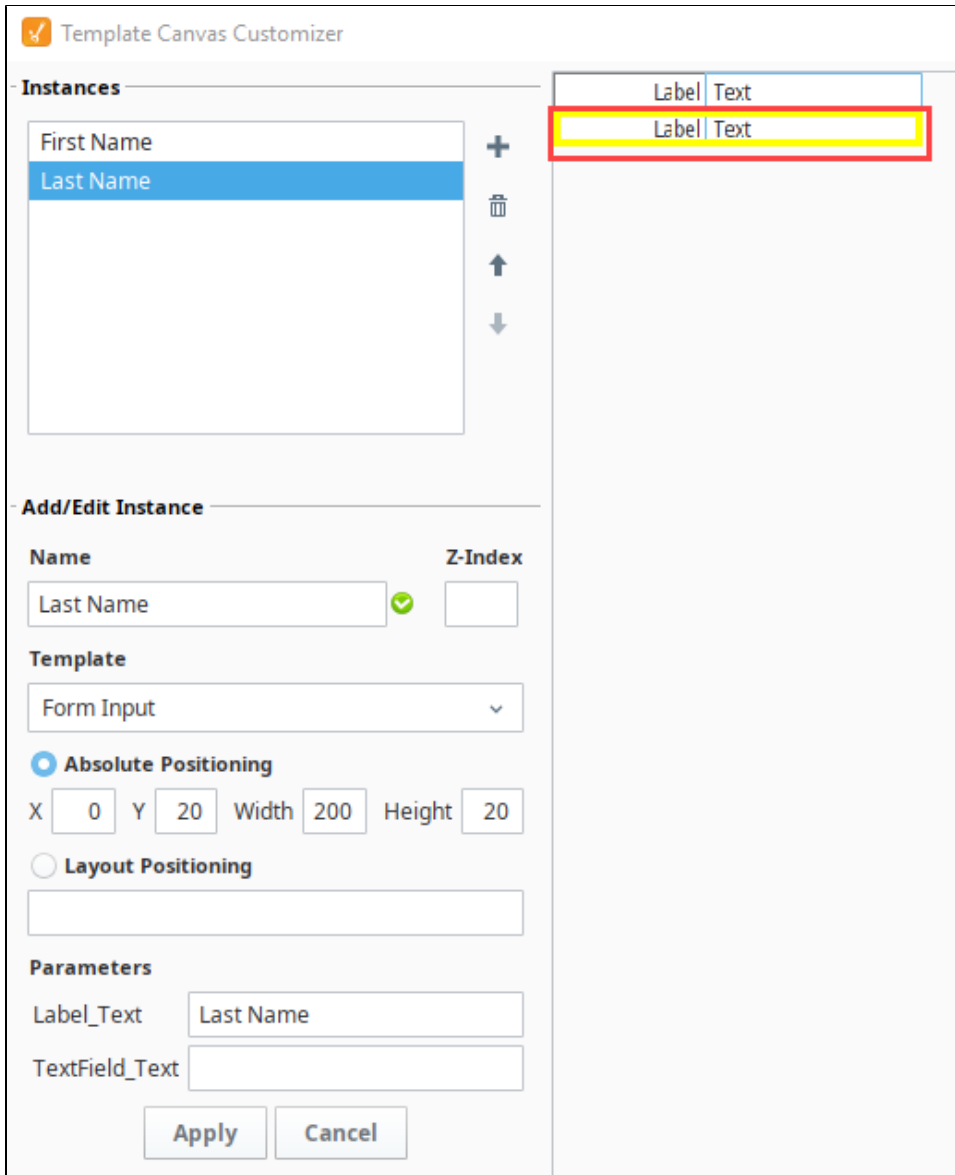 Template Canvas Customizer
Instances
First Name
Last Name
Label Text
Label Text
Add/Edit Instance
Name Z-Index
Last Name
Template
Form Input
Absolute Positioning
X 0 Y 20 Width 200 Height 20
Layout Positioning
Parameters
Label_Text Last Name
TextField_Text
Apply Cancel